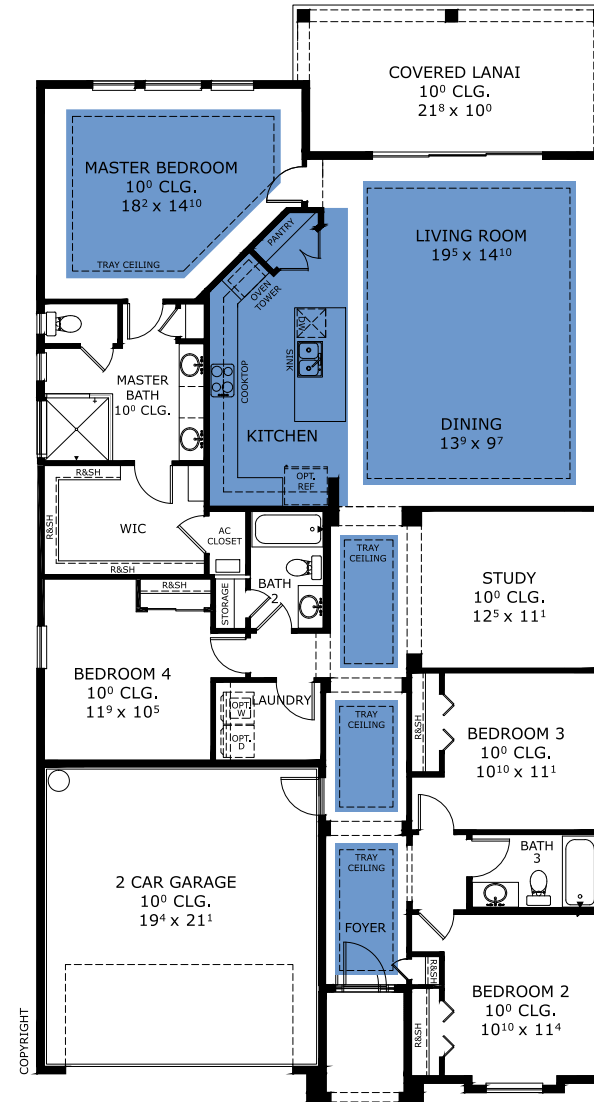 COVERED LANAI
10⁰ CLG.
21⁸ x 10⁰
MASTER BEDROOM
10⁰ CLG.
18² x 14¹⁰
TRAY CEILING
PANTRY
LIVING ROOM
19⁵ x 14¹⁰
OVEN
TOWER
DW
SINK
COOKTOP
KITCHEN
OPT.
REF
DINING
13⁹ x 9⁷
MASTER
BATH
10⁰ CLG.
R&SH
R&SH
WIC
R&SH
AC
CLOSET
BATH
2
STORAGE
R&SH
TRAY
CEILING
STUDY
10⁰ CLG.
12⁵ x 11¹
BEDROOM 4
10⁰ CLG.
11⁹ x 10⁵
LAUNDRY
OPT.
W
OPT.
D
TRAY
CEILING
R&SH
BEDROOM 3
10⁰ CLG.
10¹⁰ x 11¹
2 CAR GARAGE
10⁰ CLG.
19⁴ x 21¹
TRAY
CEILING
FOYER
BATH
3
R&SH
R&SH
BEDROOM 2
10⁰ CLG.
10¹⁰ x 11⁴
COPYRIGHT